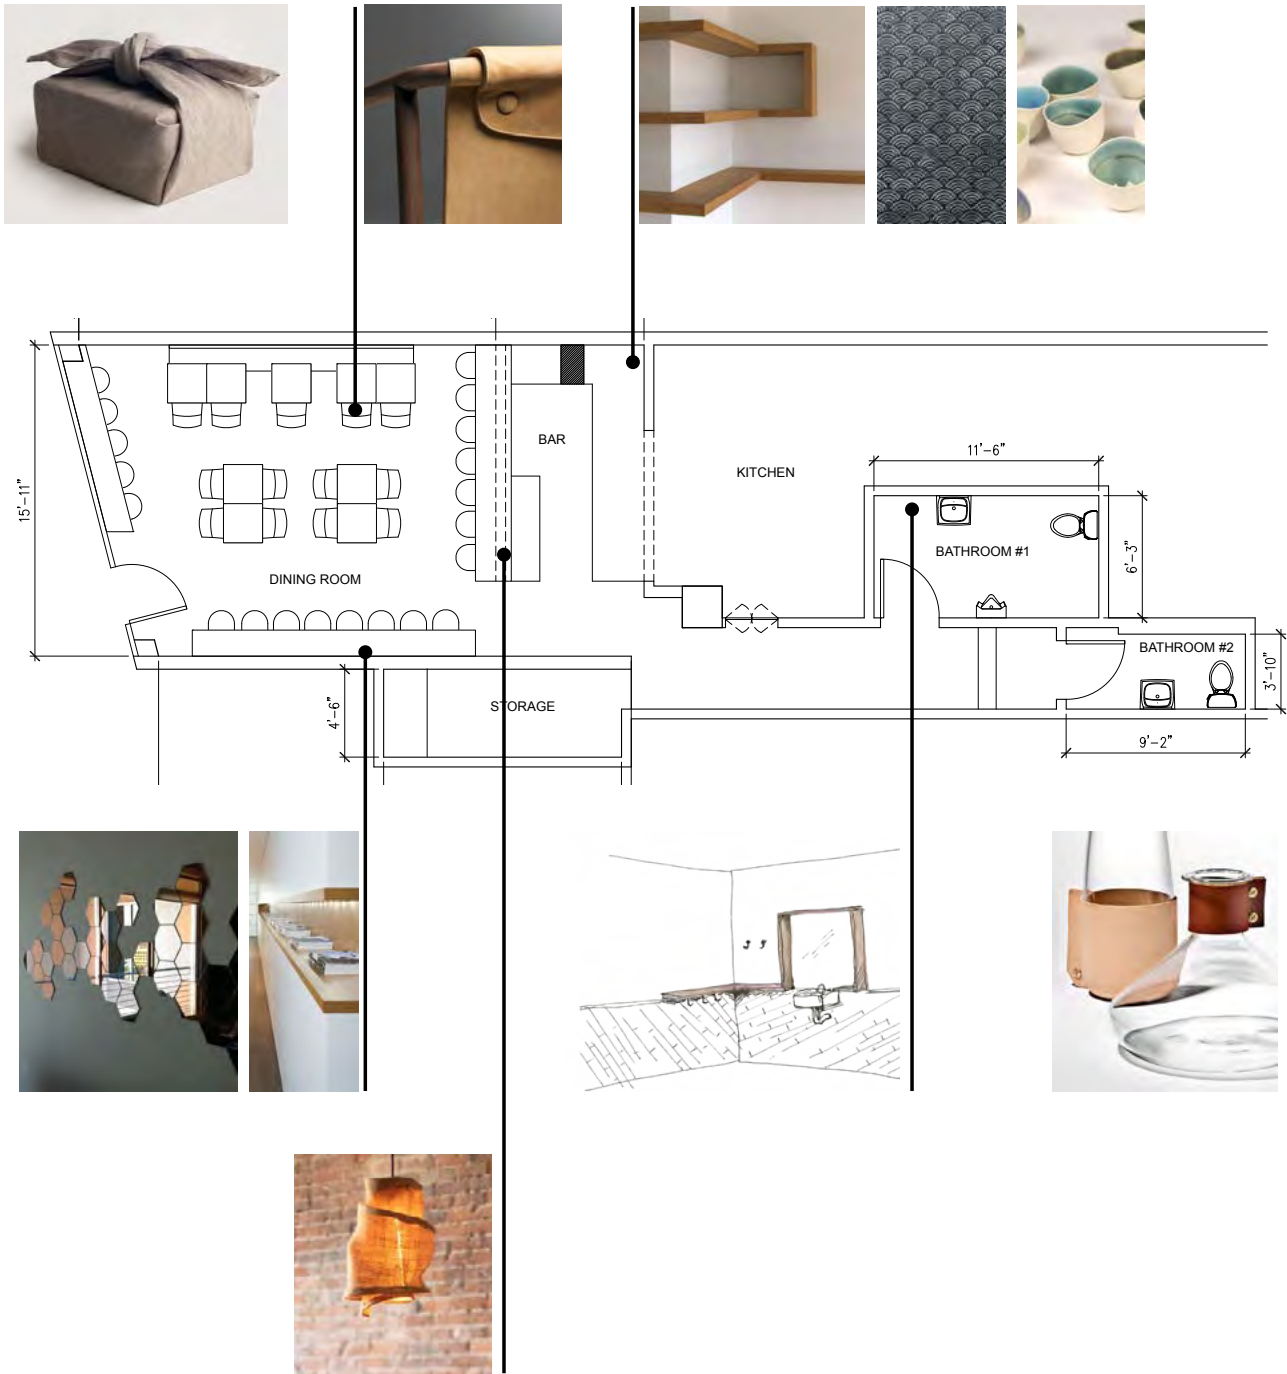 BAR
KITCHEN
11'-6"
15'-11"
BATHROOM #1
6'-3"
DINING ROOM
BATHROOM #2
3'-10"
STORAGE
4'-6"
9'-2"